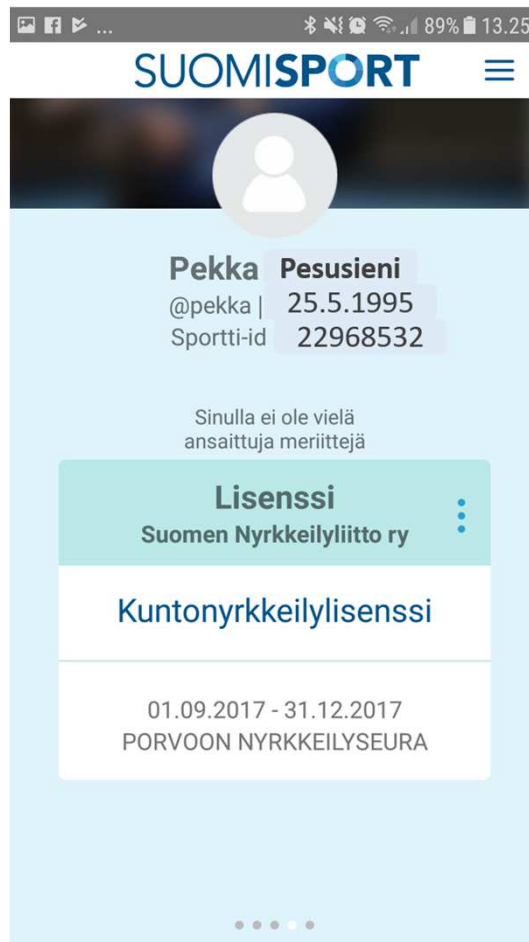 ... 89% 13.25
SUOMISPORT
Pekka Pesusieni
@pekka | 25.5.1995
Sportti-id 22968532
Sinulla ei ole vielä
ansaittuja meriittejä
Lisenssi
Suomen Nyrkkeilyliitto ry
Kuntonyrkkeilylisenssi
01.09.2017 - 31.12.2017
PORVOON NYRKKEILYSEURA